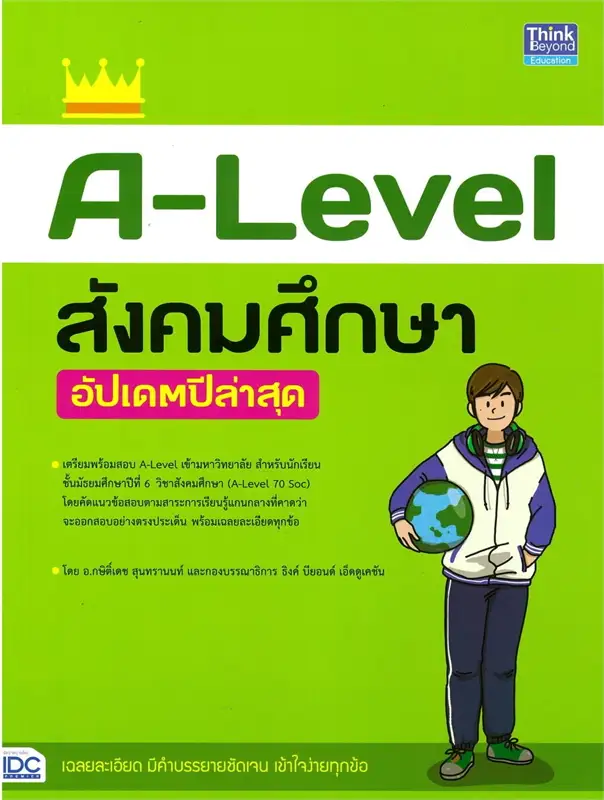 Think
Beyond
Education
A-Level
สังคมศึกษา
อัปเดตปีล่าสุด
เตรียมพร้อมสอบ A-Level เข้ามหาวิทยาลัย สำหรับนักเรียน
ชั้นมัธยมศึกษาปีที่ 6 วิชาสังคมศึกษา (A-Level 70 Soc)
โดยคัดแนวข้อสอบตามสาระการเรียนรู้แกนกลางที่คาดว่า
จะออกสอบอย่างตรงประเด็น พร้อมเฉลยละเอียดทุกข้อ
โดย อ.กษิติ์เดช สุนทรานนท์ และกองบรรณาธิการ ธิงค์ บียอนด์ เอ็ดดูเคชัน
IDC
PREMIER
เฉลยละเอียด มีคำบรรยายชัดเจน เข้าใจง่ายทุกข้อ